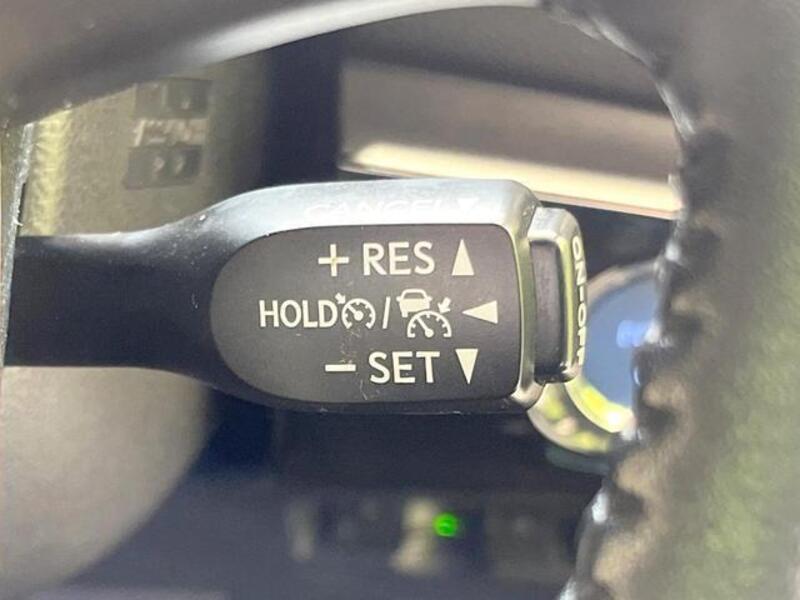 CANCEL ▼
+ RES ▲
HOLD / ◀
− SET ▼
ON-OFF